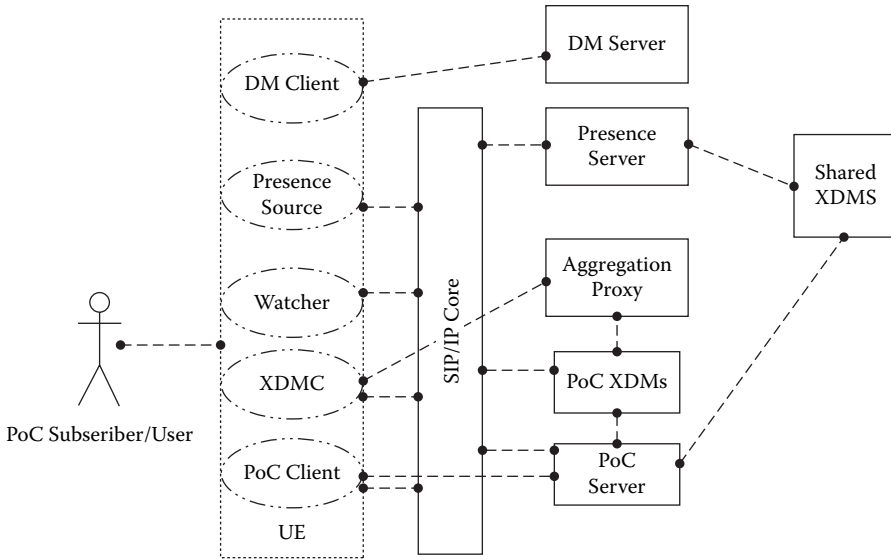 DM Client
Presence
Source
Watcher
XDMC
PoC Client
UE
PoC Subseriber/User
SIP/IP Core
DM Server
Presence
Server
Aggregation
Proxy
PoC XDMs
PoC
Server
Shared
XDMS